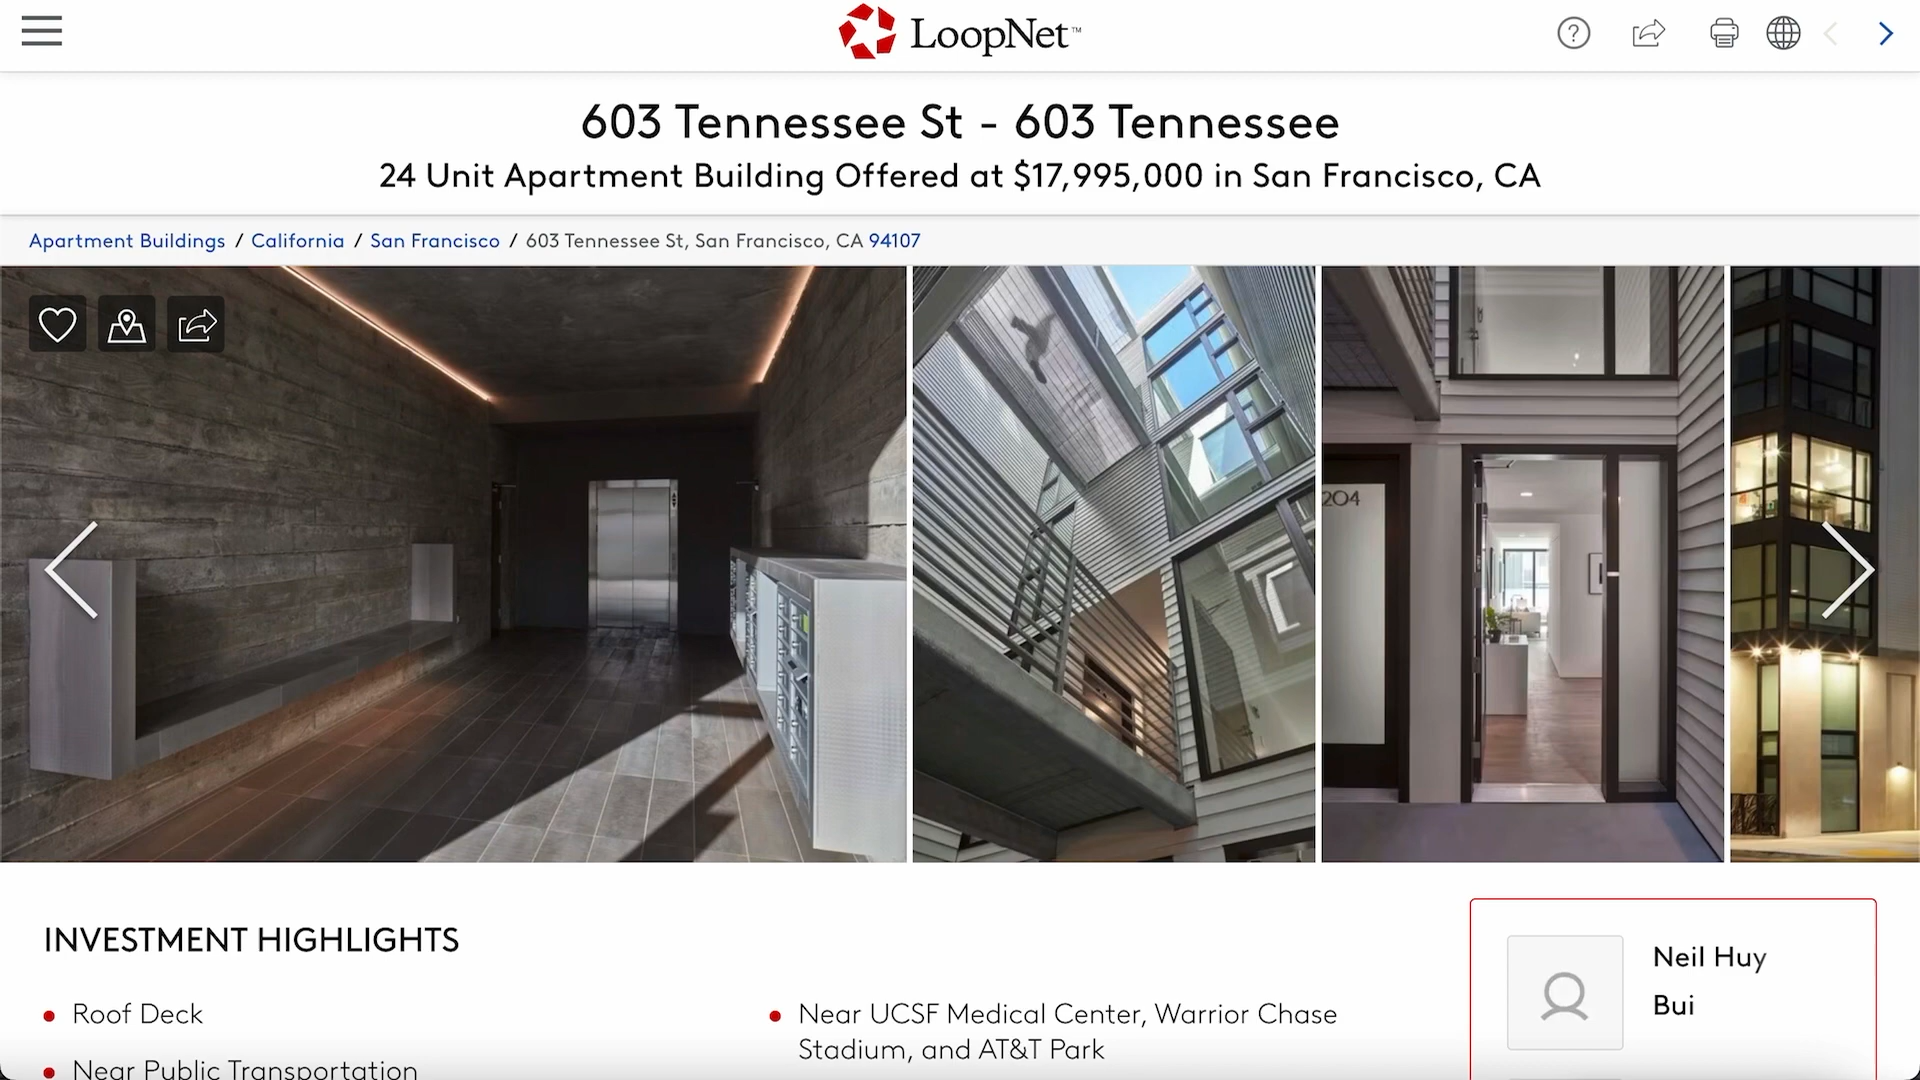 LoopNet™
603 Tennessee St - 603 Tennessee
24 Unit Apartment Building Offered at $17,995,000 in San Francisco, CA
Apartment Buildings / California / San Francisco / 603 Tennessee St, San Francisco, CA 94107
204
INVESTMENT HIGHLIGHTS
Roof Deck
Near Public Transportation
Near UCSF Medical Center, Warrior Chase
Stadium, and AT&T Park
Neil Huy
Bui